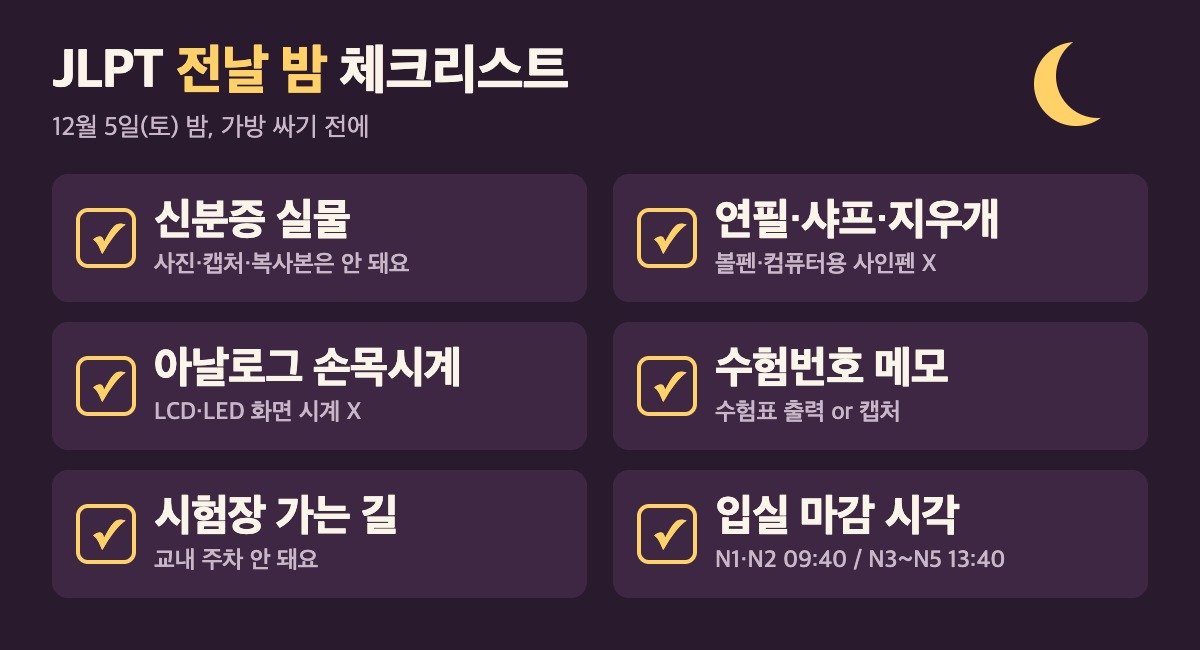 JLPT 전날 밤 체크리스트
12월 5일(토) 밤, 가방 싸기 전에
신분증 실물
사진·캡처·복사본은 안 돼요
연필·샤프·지우개
볼펜·컴퓨터용 사인펜 X
아날로그 손목시계
LCD·LED 화면 시계 X
수험번호 메모
수험표 출력 or 캡처
시험장 가는 길
교내 주차 안 돼요
입실 마감 시각
N1·N2 09:40 / N3~N5 13:40